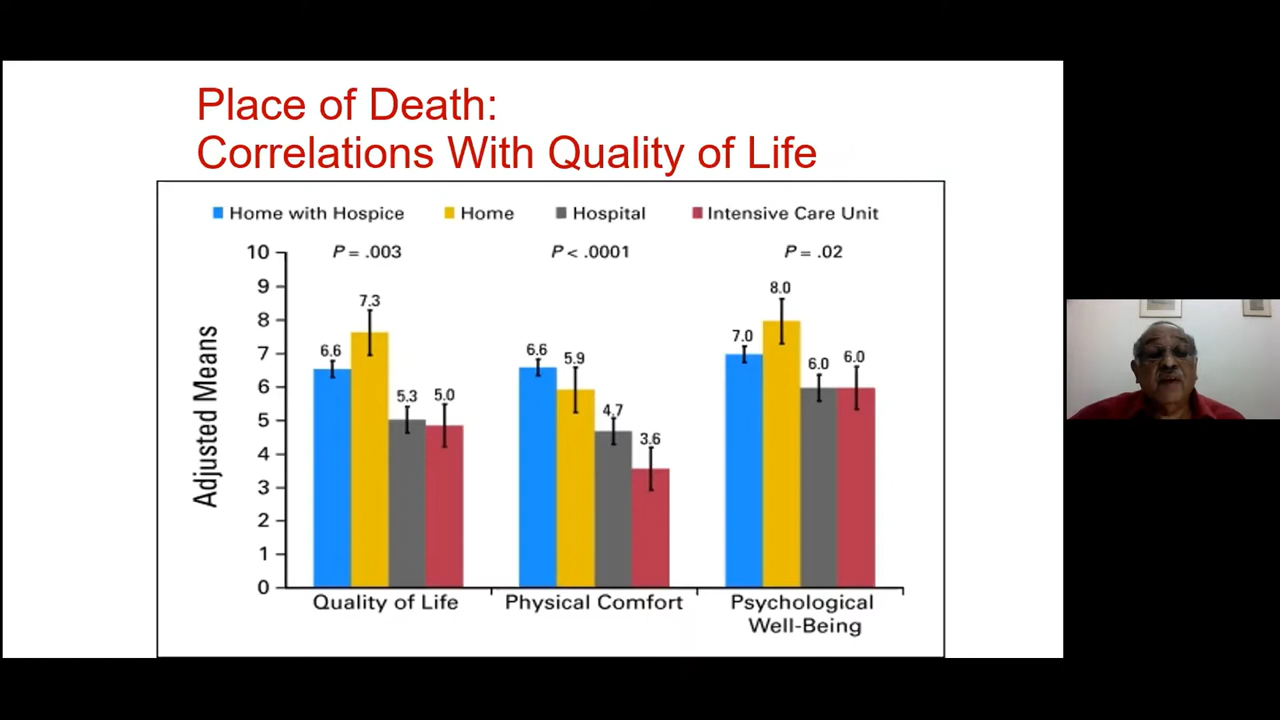 Place of Death:
Correlations With Quality of Life
Home with Hospice Home Hospital Intensive Care Unit
P = .003 P < .0001 P = .02
Adjusted Means
10
9
8
7
6
5
4
3
2
1
0
6.6 7.3 5.3 5.0
6.6 5.9 4.7 3.6
7.0 8.0 6.0 6.0
Quality of Life Physical Comfort Psychological
Well-Being